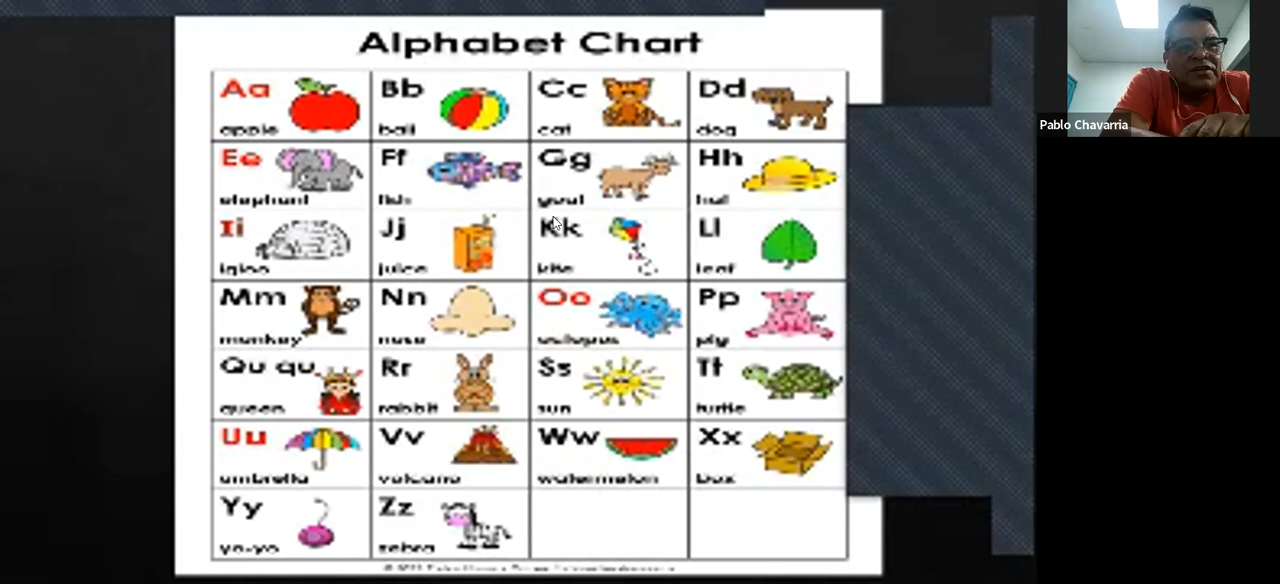 Alphabet Chart
Aa Bb Cc Dd
apple ball cat dog
Ee Ff Gg Hh
elephant fish goat hat
Ii Jj Kk Ll
igloo juice kite leaf
Mm Nn Oo Pp
monkey nose octopus pig
Qu qu Rr Ss Tt
queen rabbit sun turtle
Uu Vv Ww Xx
umbrella volcano watermelon box
Yy Zz
yo-yo zebra
Pablo Chavarria